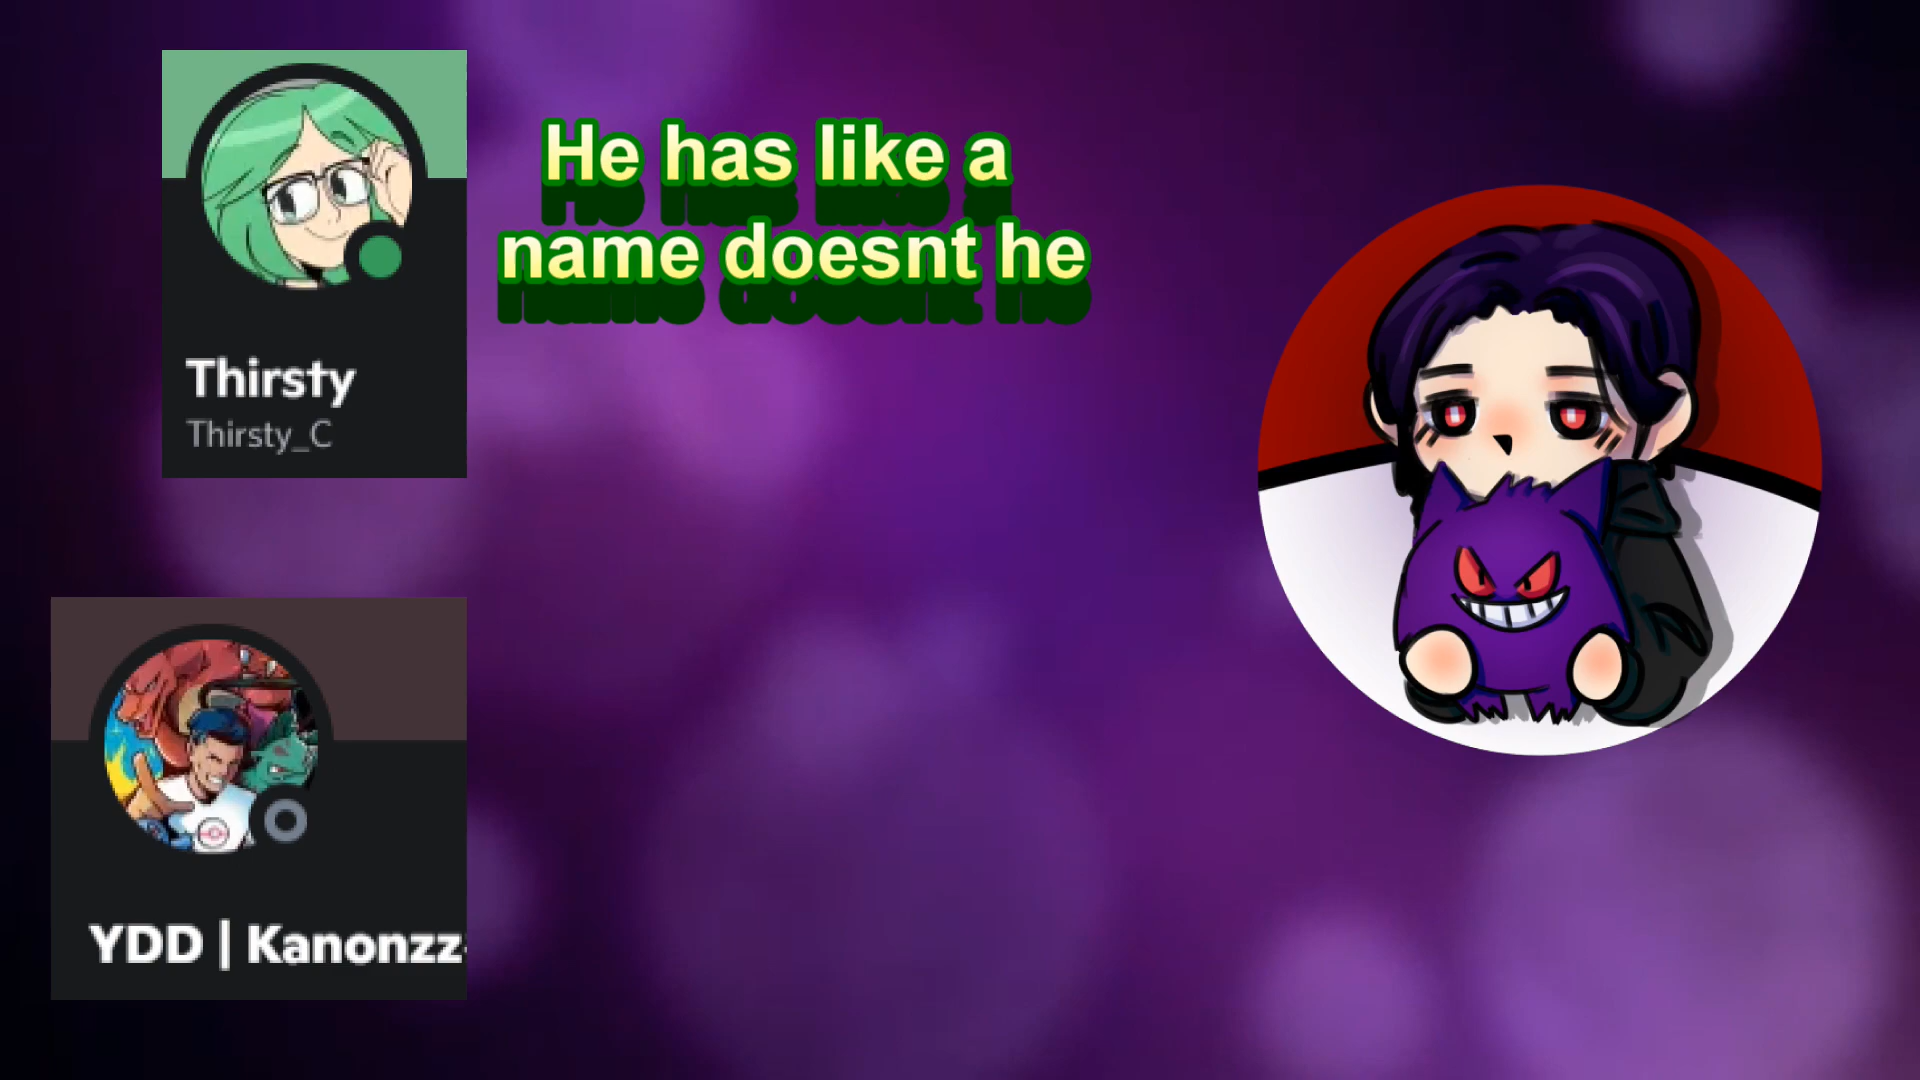 He has like a
name doesnt he
Thirsty
Thirsty_C
YDD | Kanonzz